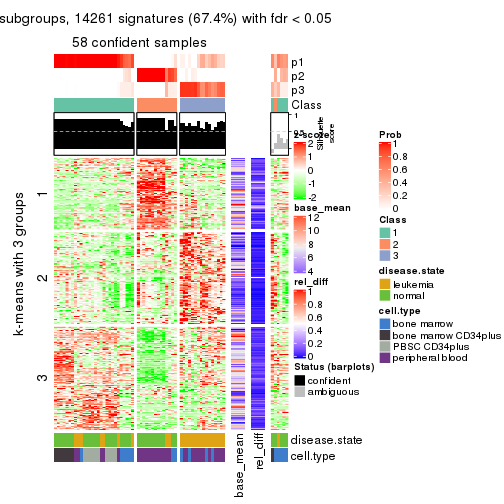 subgroups, 14261 signatures (67.4%) with fdr < 0.05
58 confident samples
p1
p2
p3
Class
1
0
Silhouette
score
k-means with 3 groups
1
2
3
z-score
2
1
0
-1
-2
base_mean
12
10
8
6
4
rel_diff
1
0.8
0.6
0.4
0.2
0
Status (barplots)
confident
ambiguous
Prob
1
0.8
0.6
0.4
0.2
0
Class
1
2
3
disease.state
leukemia
normal
cell.type
bone marrow
bone marrow CD34plus
PBSC CD34plus
peripheral blood
disease.state
cell.type
base_mean
rel_diff